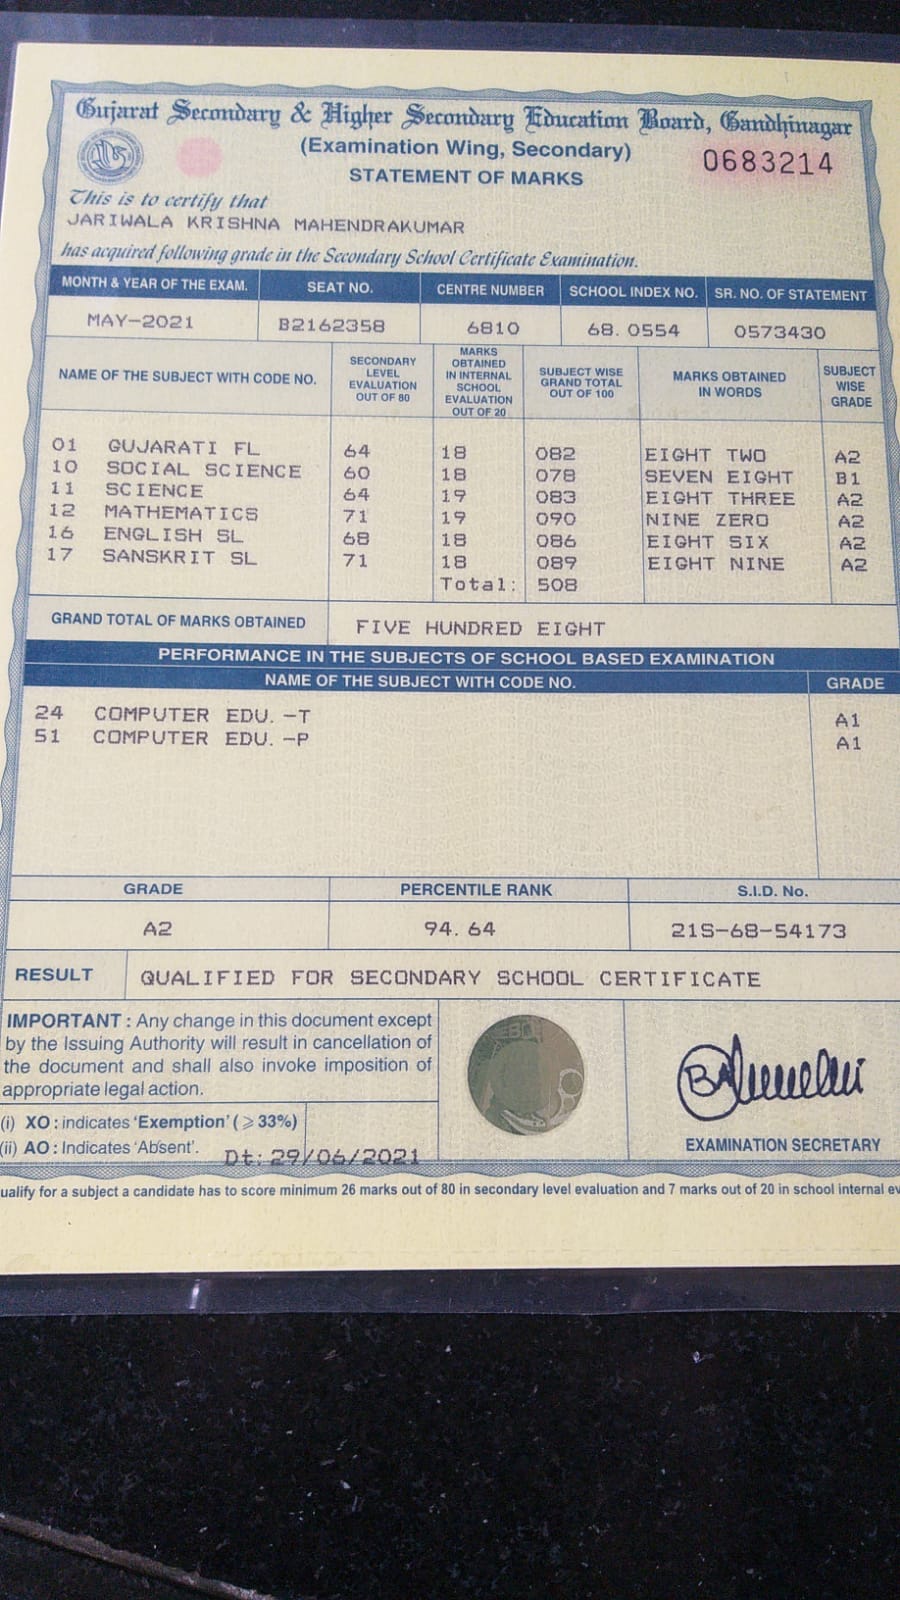 Gujarat Secondary & Higher Secondary Education Board, Gandhinagar
(Examination Wing, Secondary)
0683214
STATEMENT OF MARKS
This is to certify that
JARIWALA KRISHNA MAHENDRAKUMAR
has acquired following grade in the Secondary School Certificate Examination.
MONTH & YEAR OF THE EXAM. SEAT NO. CENTRE NUMBER SCHOOL INDEX NO. SR. NO. OF STATEMENT
MAY-2021 B2162358 6810 68.0554 0573430
NAME OF THE SUBJECT WITH CODE NO. SECONDARY LEVEL EVALUATION OUT OF 80 MARKS OBTAINED IN INTERNAL SCHOOL EVALUATION OUT OF 20 SUBJECT WISE GRAND TOTAL OUT OF 100 MARKS OBTAINED IN WORDS SUBJECT WISE GRADE
01 GUJARATI FL 64 18 082 EIGHT TWO A2
10 SOCIAL SCIENCE 60 18 078 SEVEN EIGHT B1
11 SCIENCE 64 19 083 EIGHT THREE A2
12 MATHEMATICS 71 19 090 NINE ZERO A2
16 ENGLISH SL 68 18 086 EIGHT SIX A2
17 SANSKRIT SL 71 18 089 EIGHT NINE A2
Total: 508
GRAND TOTAL OF MARKS OBTAINED FIVE HUNDRED EIGHT
PERFORMANCE IN THE SUBJECTS OF SCHOOL BASED EXAMINATION
NAME OF THE SUBJECT WITH CODE NO. GRADE
24 COMPUTER EDU. -T A1
51 COMPUTER EDU. -P A1
GRADE PERCENTILE RANK S.I.D. No.
A2 94.64 21S-68-54173
RESULT QUALIFIED FOR SECONDARY SCHOOL CERTIFICATE
IMPORTANT : Any change in this document except
by the Issuing Authority will result in cancellation of
the document and shall also invoke imposition of
appropriate legal action.
(i) XO : indicates 'Exemption' (⩾ 33%)
(ii) AO : Indicates 'Absent'.
Dt: 29/06/2021
EXAMINATION SECRETARY
ualify for a subject a candidate has to score minimum 26 marks out of 80 in secondary level evaluation and 7 marks out of 20 in school internal ev